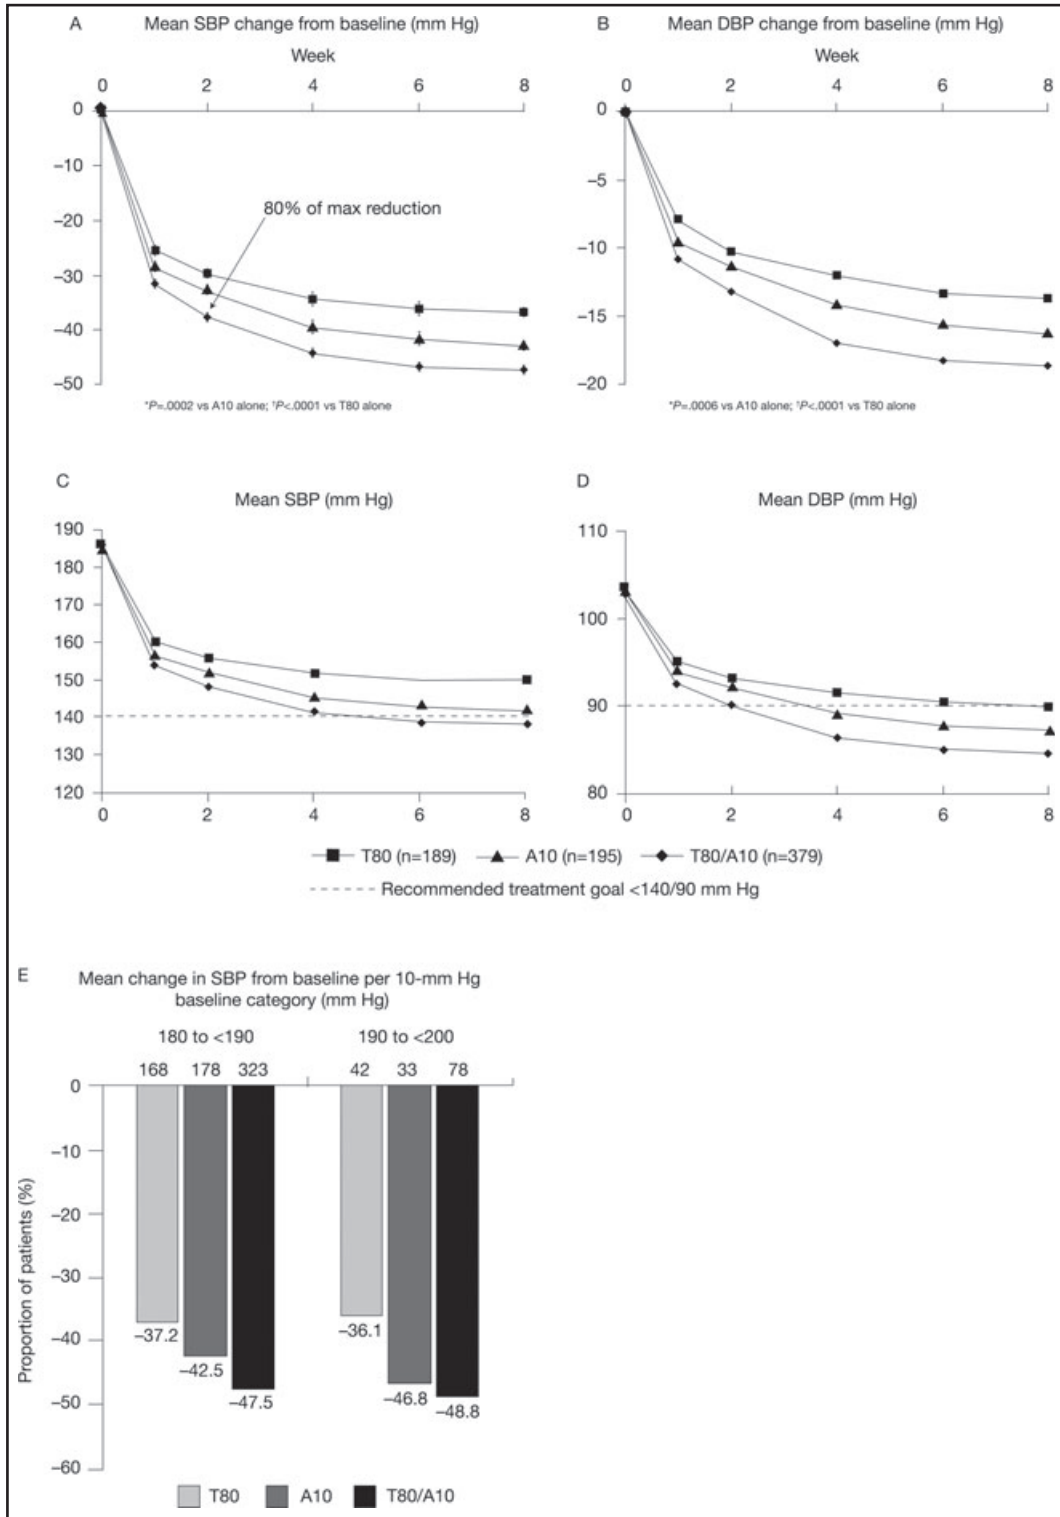 A Mean SBP change from baseline (mm Hg)
Week
0 2 4 6 8
0
–10
–20
–30
–40
–50
80% of max reduction
*P=.0002 vs A10 alone; †P<.0001 vs T80 alone
B Mean DBP change from baseline (mm Hg)
Week
0 2 4 6 8
0
–5
–10
–15
–20
*P=.0006 vs A10 alone; †P<.0001 vs T80 alone
C
Mean SBP (mm Hg)
190
180
170
160
150
140
130
120
0 2 4 6 8
D
Mean DBP (mm Hg)
110
100
90
80
0 2 4 6 8
T80 (n=189) A10 (n=195) T80/A10 (n=379)
Recommended treatment goal <140/90 mm Hg
E
Mean change in SBP from baseline per 10-mm Hg
baseline category (mm Hg)
180 to <190 190 to <200
168 178 323 42 33 78
Proportion of patients (%)
0
–10
–20
–30
–40
–50
–60
–37.2
–42.5
–47.5
–36.1
–46.8
–48.8
T80 A10 T80/A10